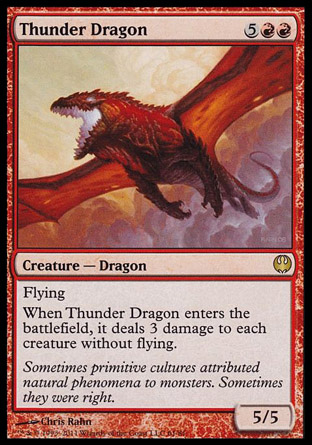 Thunder Dragon 5
Creature — Dragon
Flying
When Thunder Dragon enters the
battlefield, it deals 3 damage to each
creature without flying.
Sometimes primitive cultures attributed
natural phenomena to monsters. Sometimes
they were right.
Chris Rahn
5/5